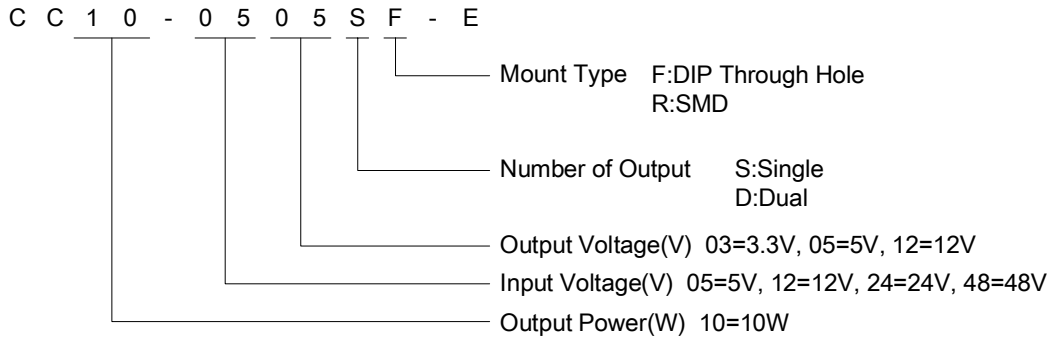 C C 1 0 - 0 5 0 5 S F - E
Mount Type F:DIP Through Hole
R:SMD
Number of Output S:Single
D:Dual
Output Voltage(V) 03=3.3V, 05=5V, 12=12V
Input Voltage(V) 05=5V, 12=12V, 24=24V, 48=48V
Output Power(W) 10=10W